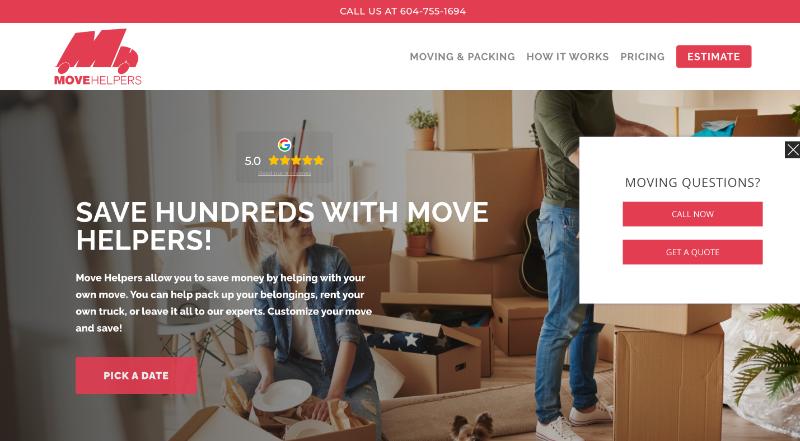 CALL US AT 604-755-1694
MOVEHELPERS
MOVING & PACKING HOW IT WORKS PRICING ESTIMATE
5.0
SAVE HUNDREDS WITH MOVE
HELPERS!
Move Helpers allow you to save money by helping with your
own move. You can help pack up your belongings, rent your
own truck, or leave it all to our experts. Customize your move
and save!
PICK A DATE
MOVING QUESTIONS?
CALL NOW
GET A QUOTE